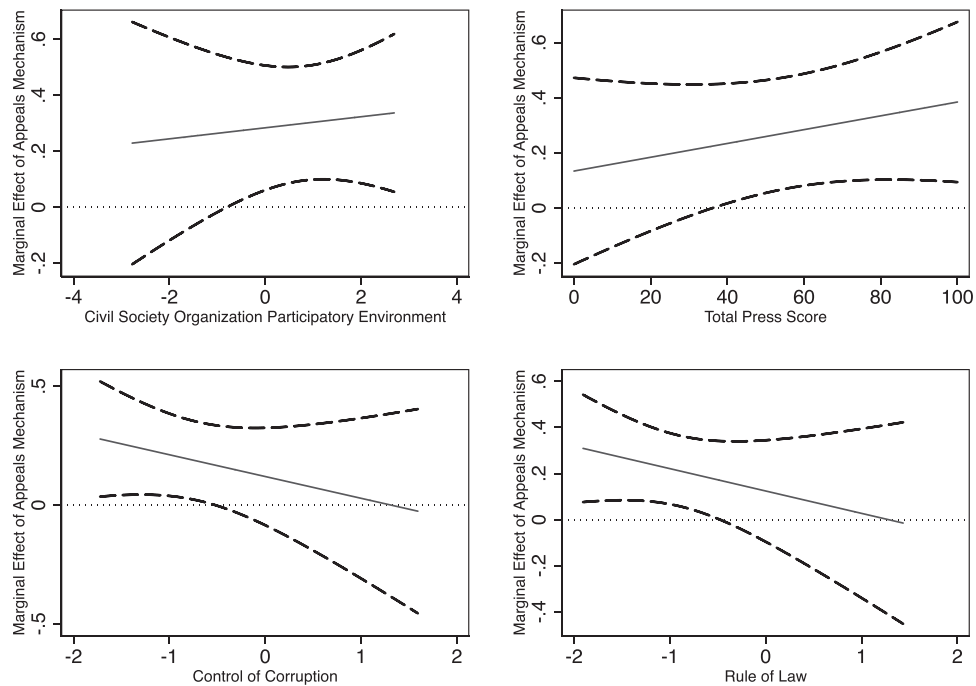 Marginal Effect of Appeals Mechanism
.6
.4
.2
0
-.2
-4 -2 0 2 4
Civil Society Organization Participatory Environment
Marginal Effect of Appeals Mechanism
.6
.4
.2
0
-.2
0 20 40 60 80 100
Total Press Score
Marginal Effect of Appeals Mechanism
.5
0
-.5
-2 -1 0 1 2
Control of Corruption
Marginal Effect of Appeals Mechanism
.6
.4
.2
0
-.2
-.4
-2 -1 0 1 2
Rule of Law